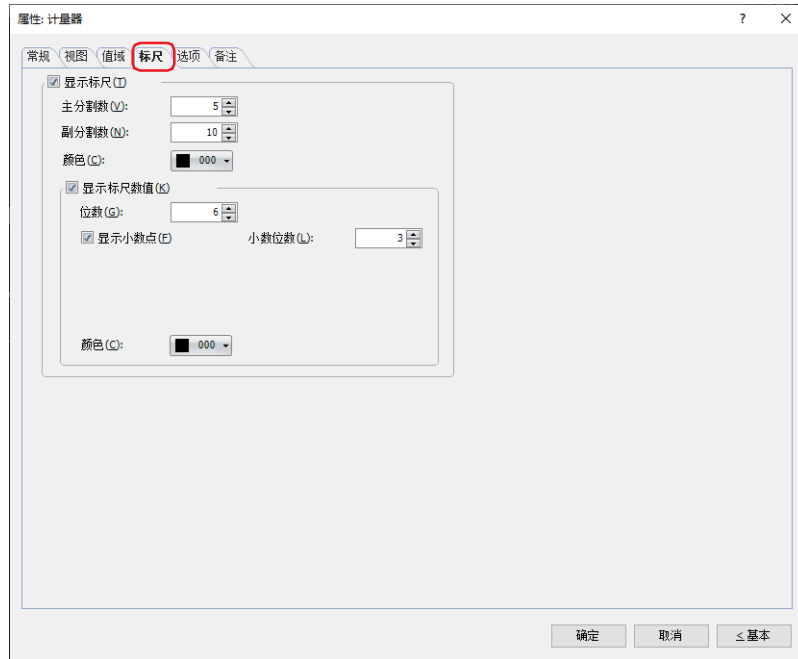 属性: 计量器 ?
常规 视图 值域 标尺 选项 备注
显示标尺(T)
主分割数(V): 5
副分割数(N): 10
颜色(C): 000
显示标尺数值(K)
位数(G): 6
显示小数点(F) 小数位数(L): 3
颜色(C): 000
确定 取消 ≤基本